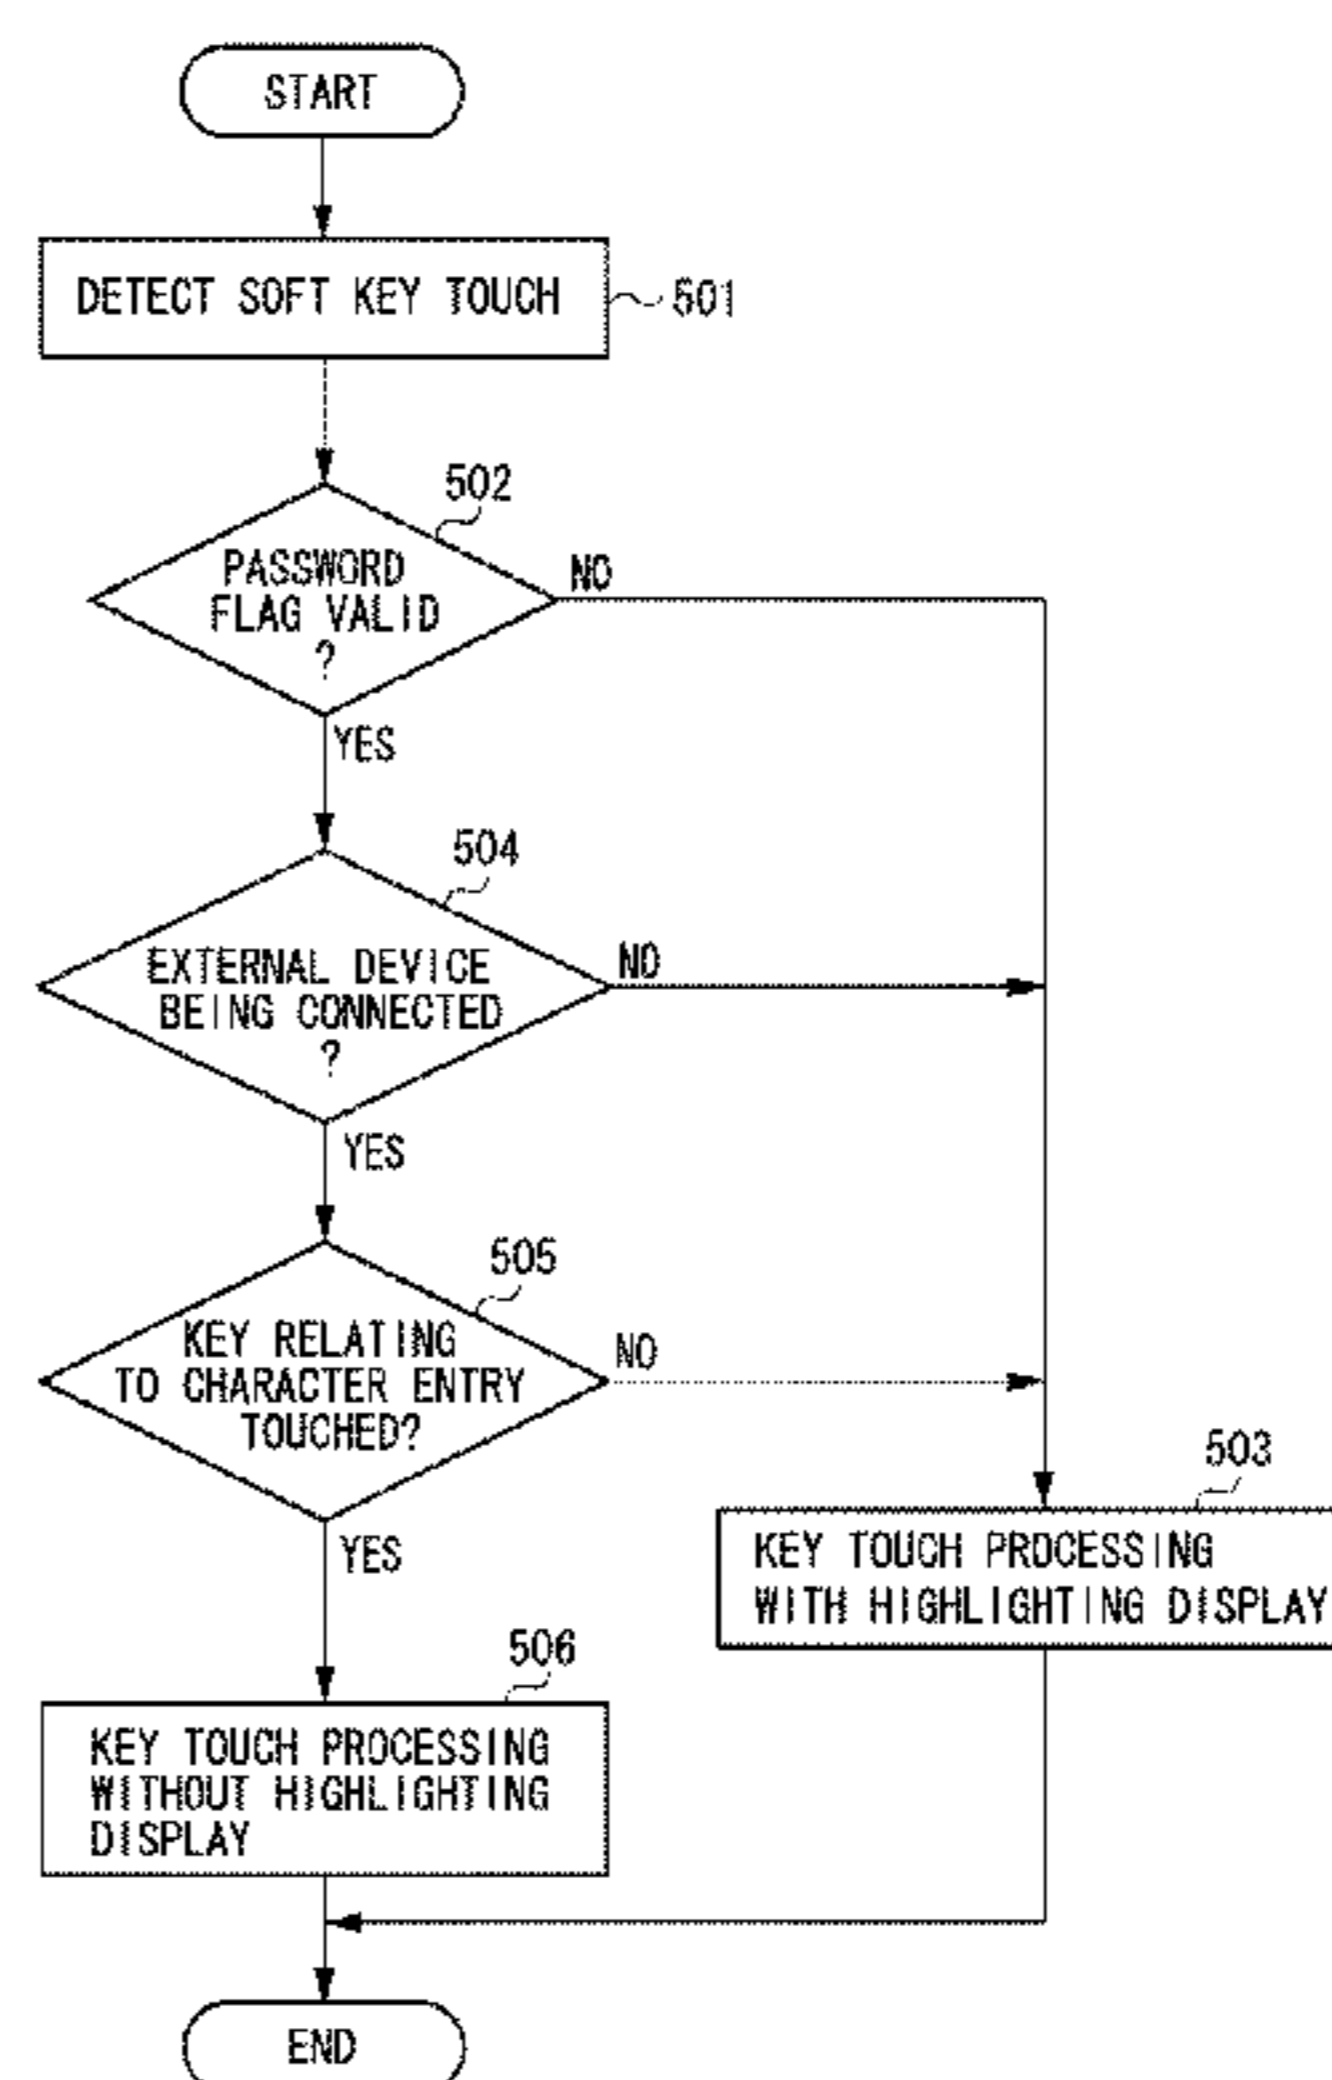 START
DETECT SOFT KEY TOUCH
501
502
PASSWORD
FLAG VALID
?
NO
YES
504
EXTERNAL DEVICE
BEING CONNECTED
?
NO
YES
505
KEY RELATING
TO CHARACTER ENTRY
TOUCHED?
NO
YES
503
KEY TOUCH PROCESSING
WITH HIGHLIGHTING DISPLAY
506
KEY TOUCH PROCESSING
WITHOUT HIGHLIGHTING
DISPLAY
END